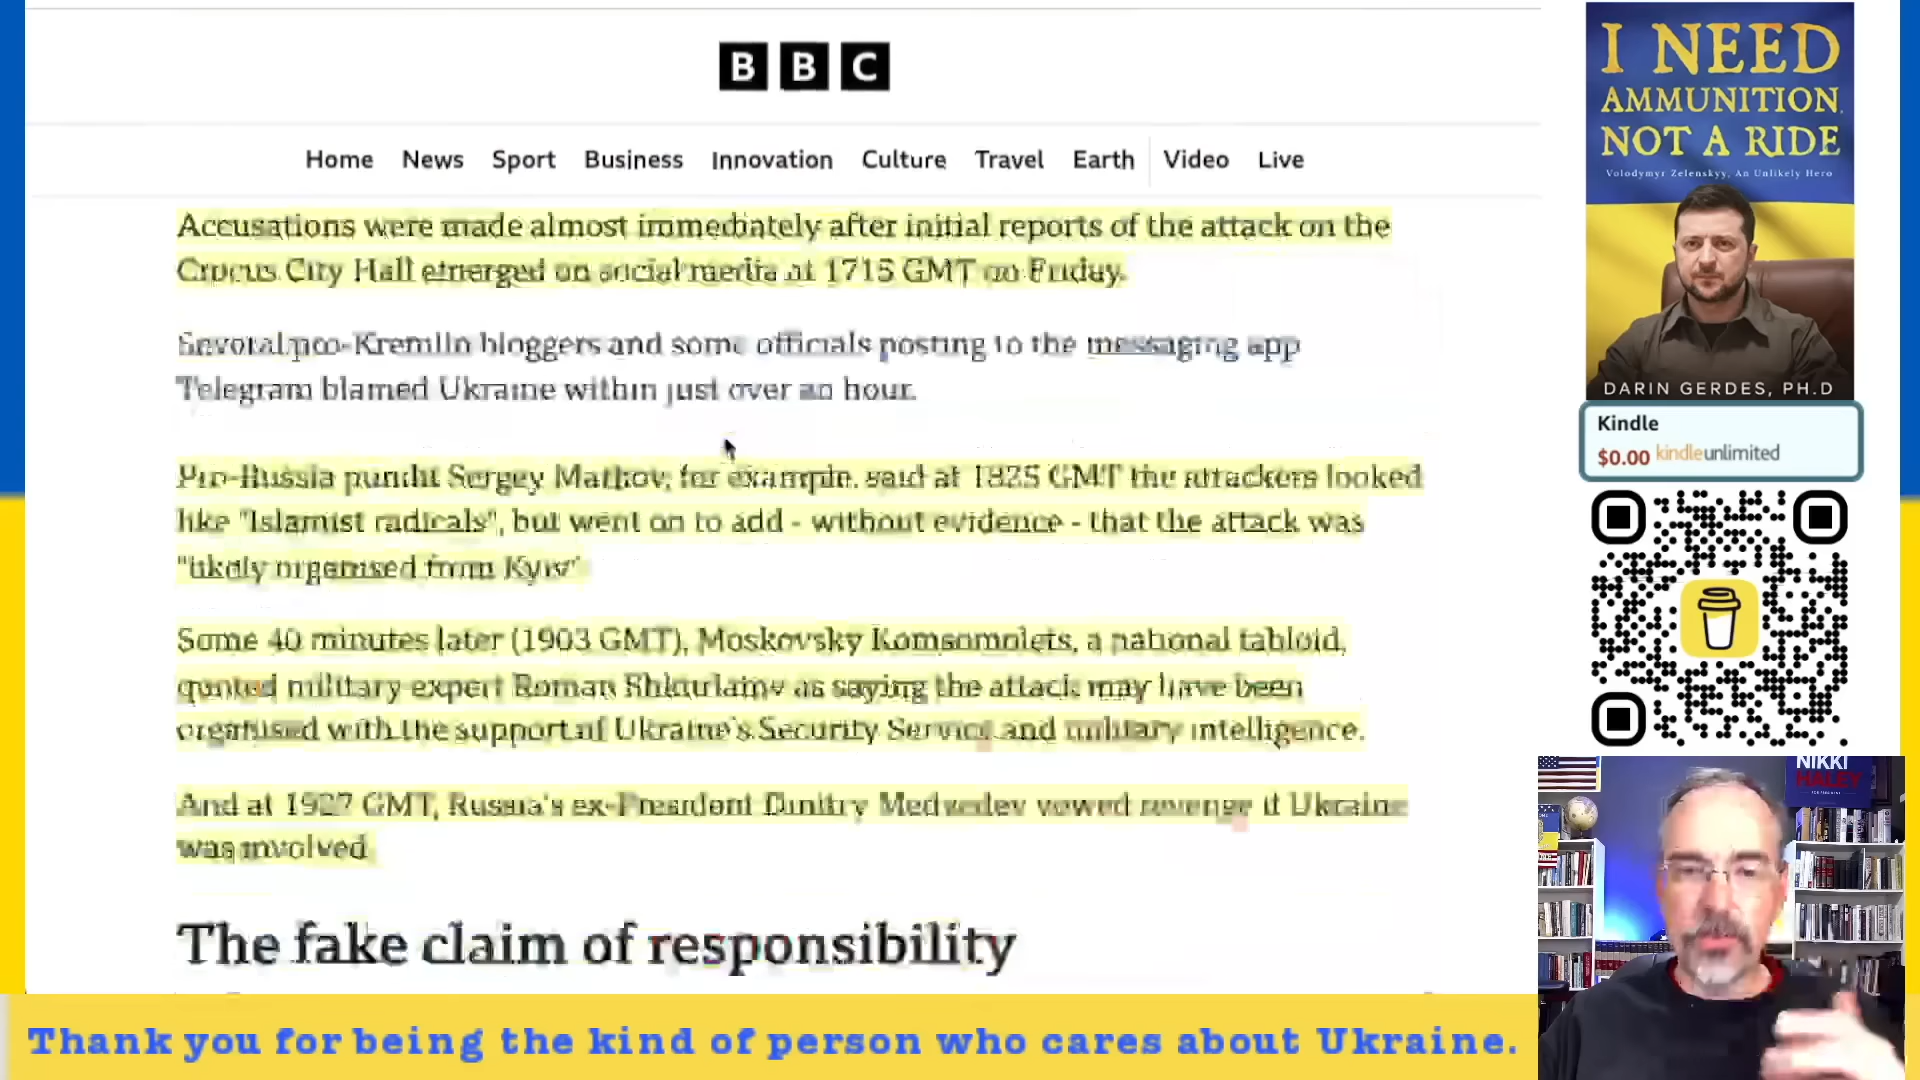 BBC
Home News Sport Business Innovation Culture Travel Earth Video Live
Accusations were made almost immediately after initial reports of the attack on the
Crocus City Hall emerged on social media at 1715 GMT on Friday.
Several pro-Kremlin bloggers and some officials posting to the messaging app
Telegram blamed Ukraine within just over an hour.
Pro-Russia pundit Sergey Markov, for example, said at 1825 GMT the attackers looked
like "Islamist radicals", but went on to add - without evidence - that the attack was
"likely organised from Kyiv"
Some 40 minutes later (1903 GMT), Moskovsky Komsomolets, a national tabloid,
quoted military expert Roman as saying the attack may have been
organised with the support of Ukraine's Security Service and military intelligence.
And at 1927 GMT, Russia's ex-President Dmitry Medvedev vowed revenge if Ukraine
was involved.
The fake claim of responsibility
I NEED
AMMUNITION,
NOT A RIDE
Volodymyr Zelenskyy, An Unlikely Hero
DARIN GERDES, PH.D
Kindle
$0.00 kindleunlimited
NIKKI
HALEY
Thank you for being the kind of person who cares about Ukraine.